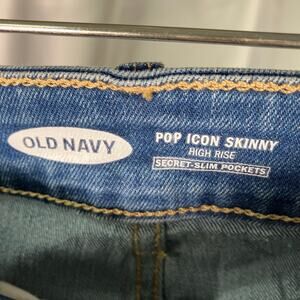 OLD NAVY
POP ICON SKINNY
HIGH RISE
SECRET-SLIM POCKETS